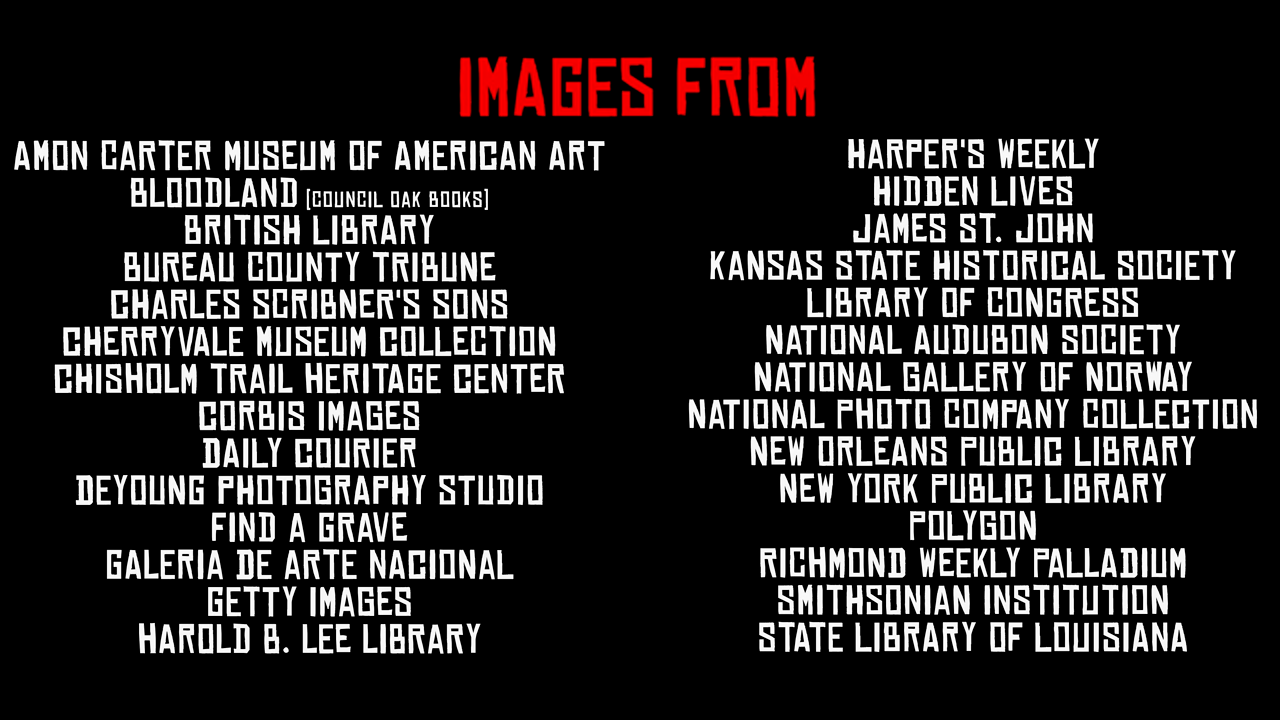 IMAGES FROM
AMON CARTER MUSEUM OF AMERICAN ART
BLOODLAND [COUNCIL OAK BOOKS]
BRITISH LIBRARY
BUREAU COUNTY TRIBUNE
CHARLES SCRIBNER'S SONS
CHERRYVALE MUSEUM COLLECTION
CHISHOLM TRAIL HERITAGE CENTER
CORBIS IMAGES
DAILY COURIER
DEYOUNG PHOTOGRAPHY STUDIO
FIND A GRAVE
GALERIA DE ARTE NACIONAL
GETTY IMAGES
HAROLD B. LEE LIBRARY
HARPER'S WEEKLY
HIDDEN LIVES
JAMES ST. JOHN
KANSAS STATE HISTORICAL SOCIETY
LIBRARY OF CONGRESS
NATIONAL AUDUBON SOCIETY
NATIONAL GALLERY OF NORWAY
NATIONAL PHOTO COMPANY COLLECTION
NEW ORLEANS PUBLIC LIBRARY
NEW YORK PUBLIC LIBRARY
POLYGON
RICHMOND WEEKLY PALLADIUM
SMITHSONIAN INSTITUTION
STATE LIBRARY OF LOUISIANA